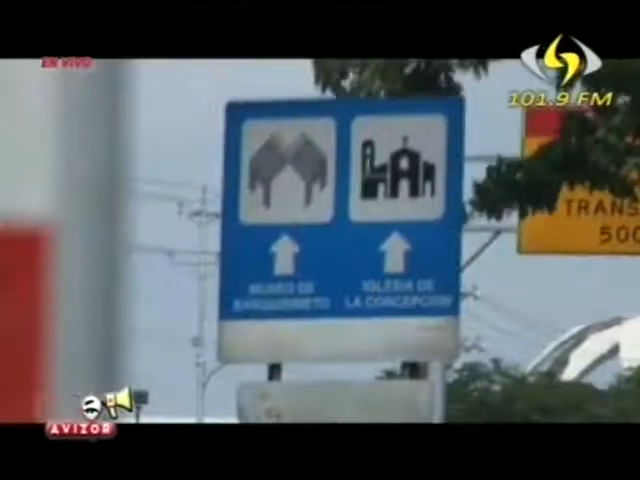 EN VIVO
101.9 FM
TRANS
500
MUSEO DE
BARQUISIMETO
IGLESIA DE
LA CONCEPCION
AVIZOR